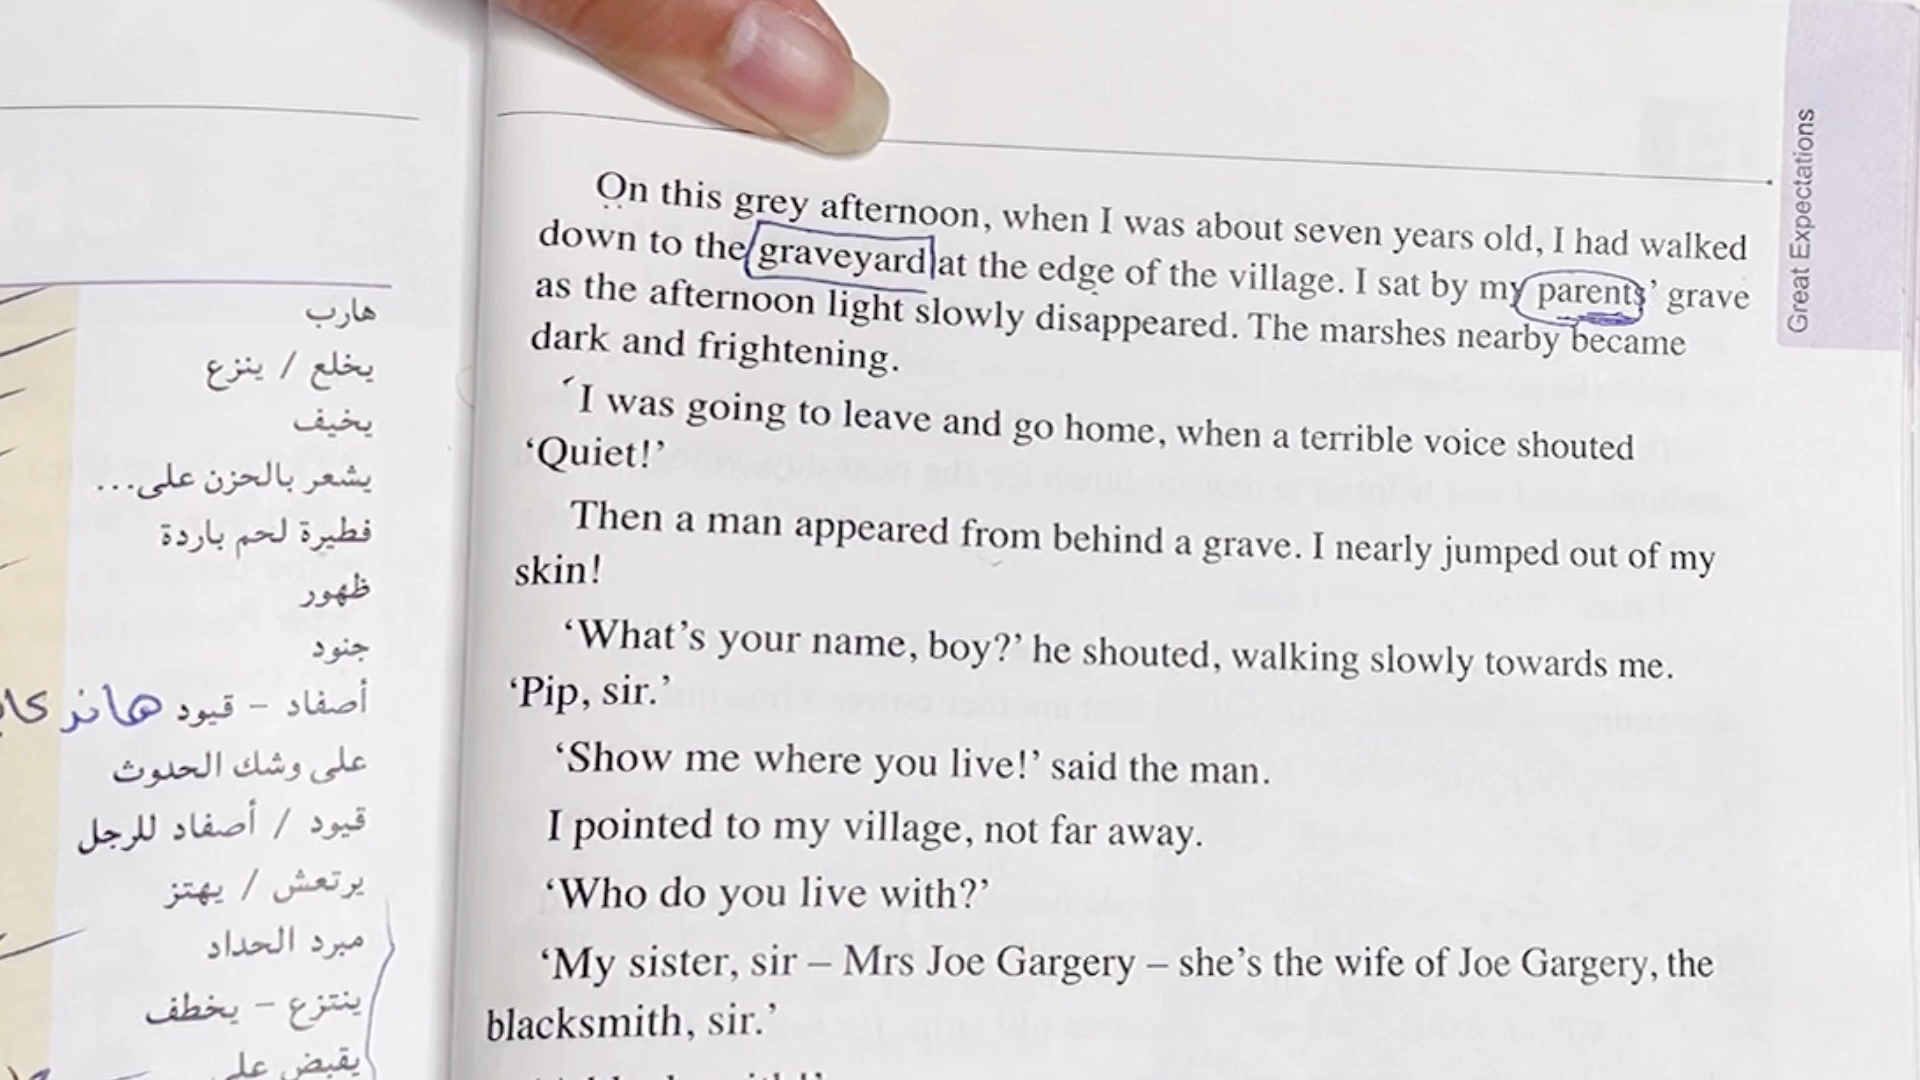 هارب
يخلع / ينزع
يخيف
يشعر بالحزن على...
فطيرة لحم باردة
ظهور
جنود
أصفاد – قيود هانز
على وشك الحدوث
قيود / أصفاد للرجل
يرتعش / يهتز
مبرد الحداد
ينتزع – يخطف
يقبض على
On this grey afternoon, when I was about seven years old, I had walked
down to the graveyard at the edge of the village. I sat by my parents’ grave
as the afternoon light slowly disappeared. The marshes nearby became
dark and frightening.
I was going to leave and go home, when a terrible voice shouted
‘Quiet!’
Then a man appeared from behind a grave. I nearly jumped out of my
skin!
‘What’s your name, boy?’ he shouted, walking slowly towards me.
‘Pip, sir.’
‘Show me where you live!’ said the man.
I pointed to my village, not far away.
‘Who do you live with?’
‘My sister, sir – Mrs Joe Gargery – she’s the wife of Joe Gargery, the
blacksmith, sir.’
Great Expectations